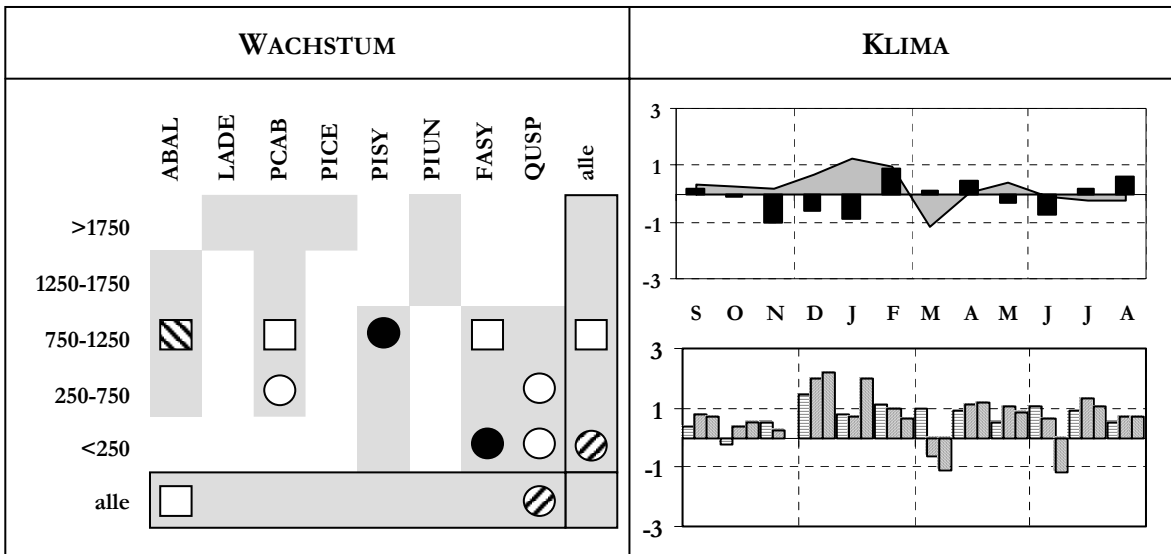 WACHSTUM
KLIMA
ABAL LADE PCAB PICE PISY PIUN FASY QUSP alle
>1750
1250-1750
750-1250
250-750
<250
alle
3
1
-1
-3
S O N D J F M A M J J A
3
1
-1
-3